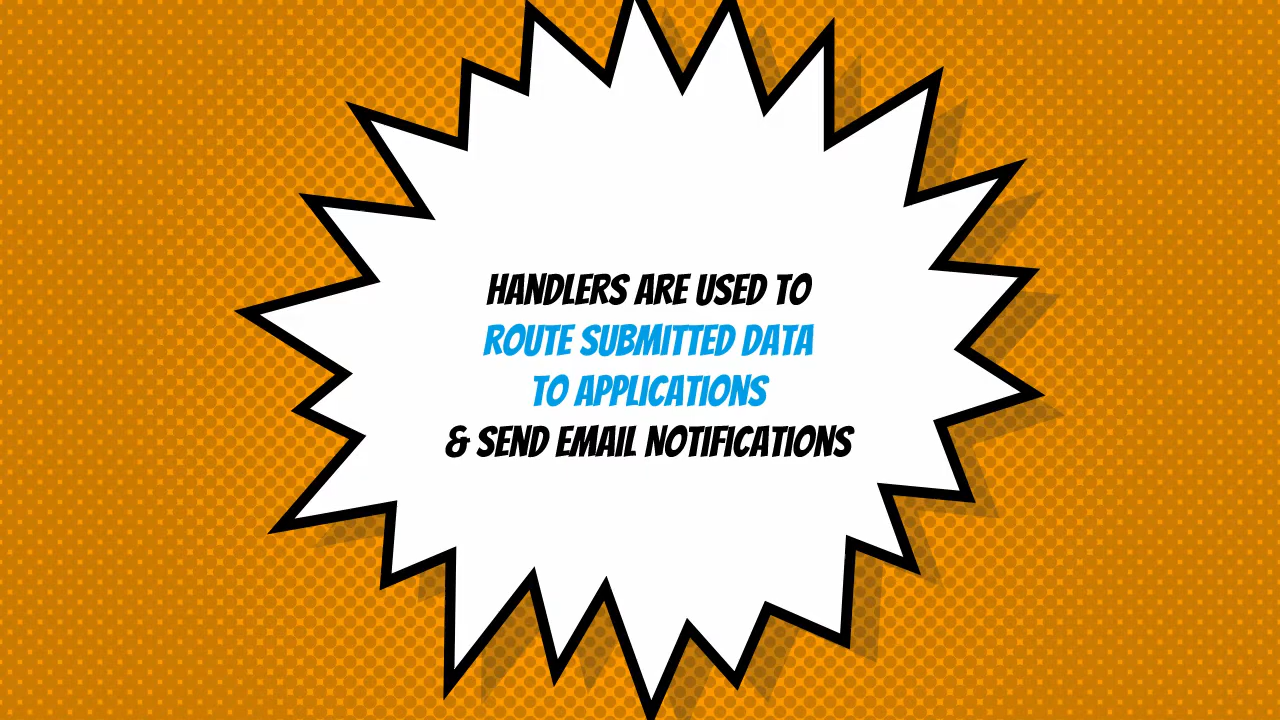 HANDLERS ARE USED TO
ROUTE SUBMITTED DATA
TO APPLICATIONS
& SEND EMAIL NOTIFICATIONS